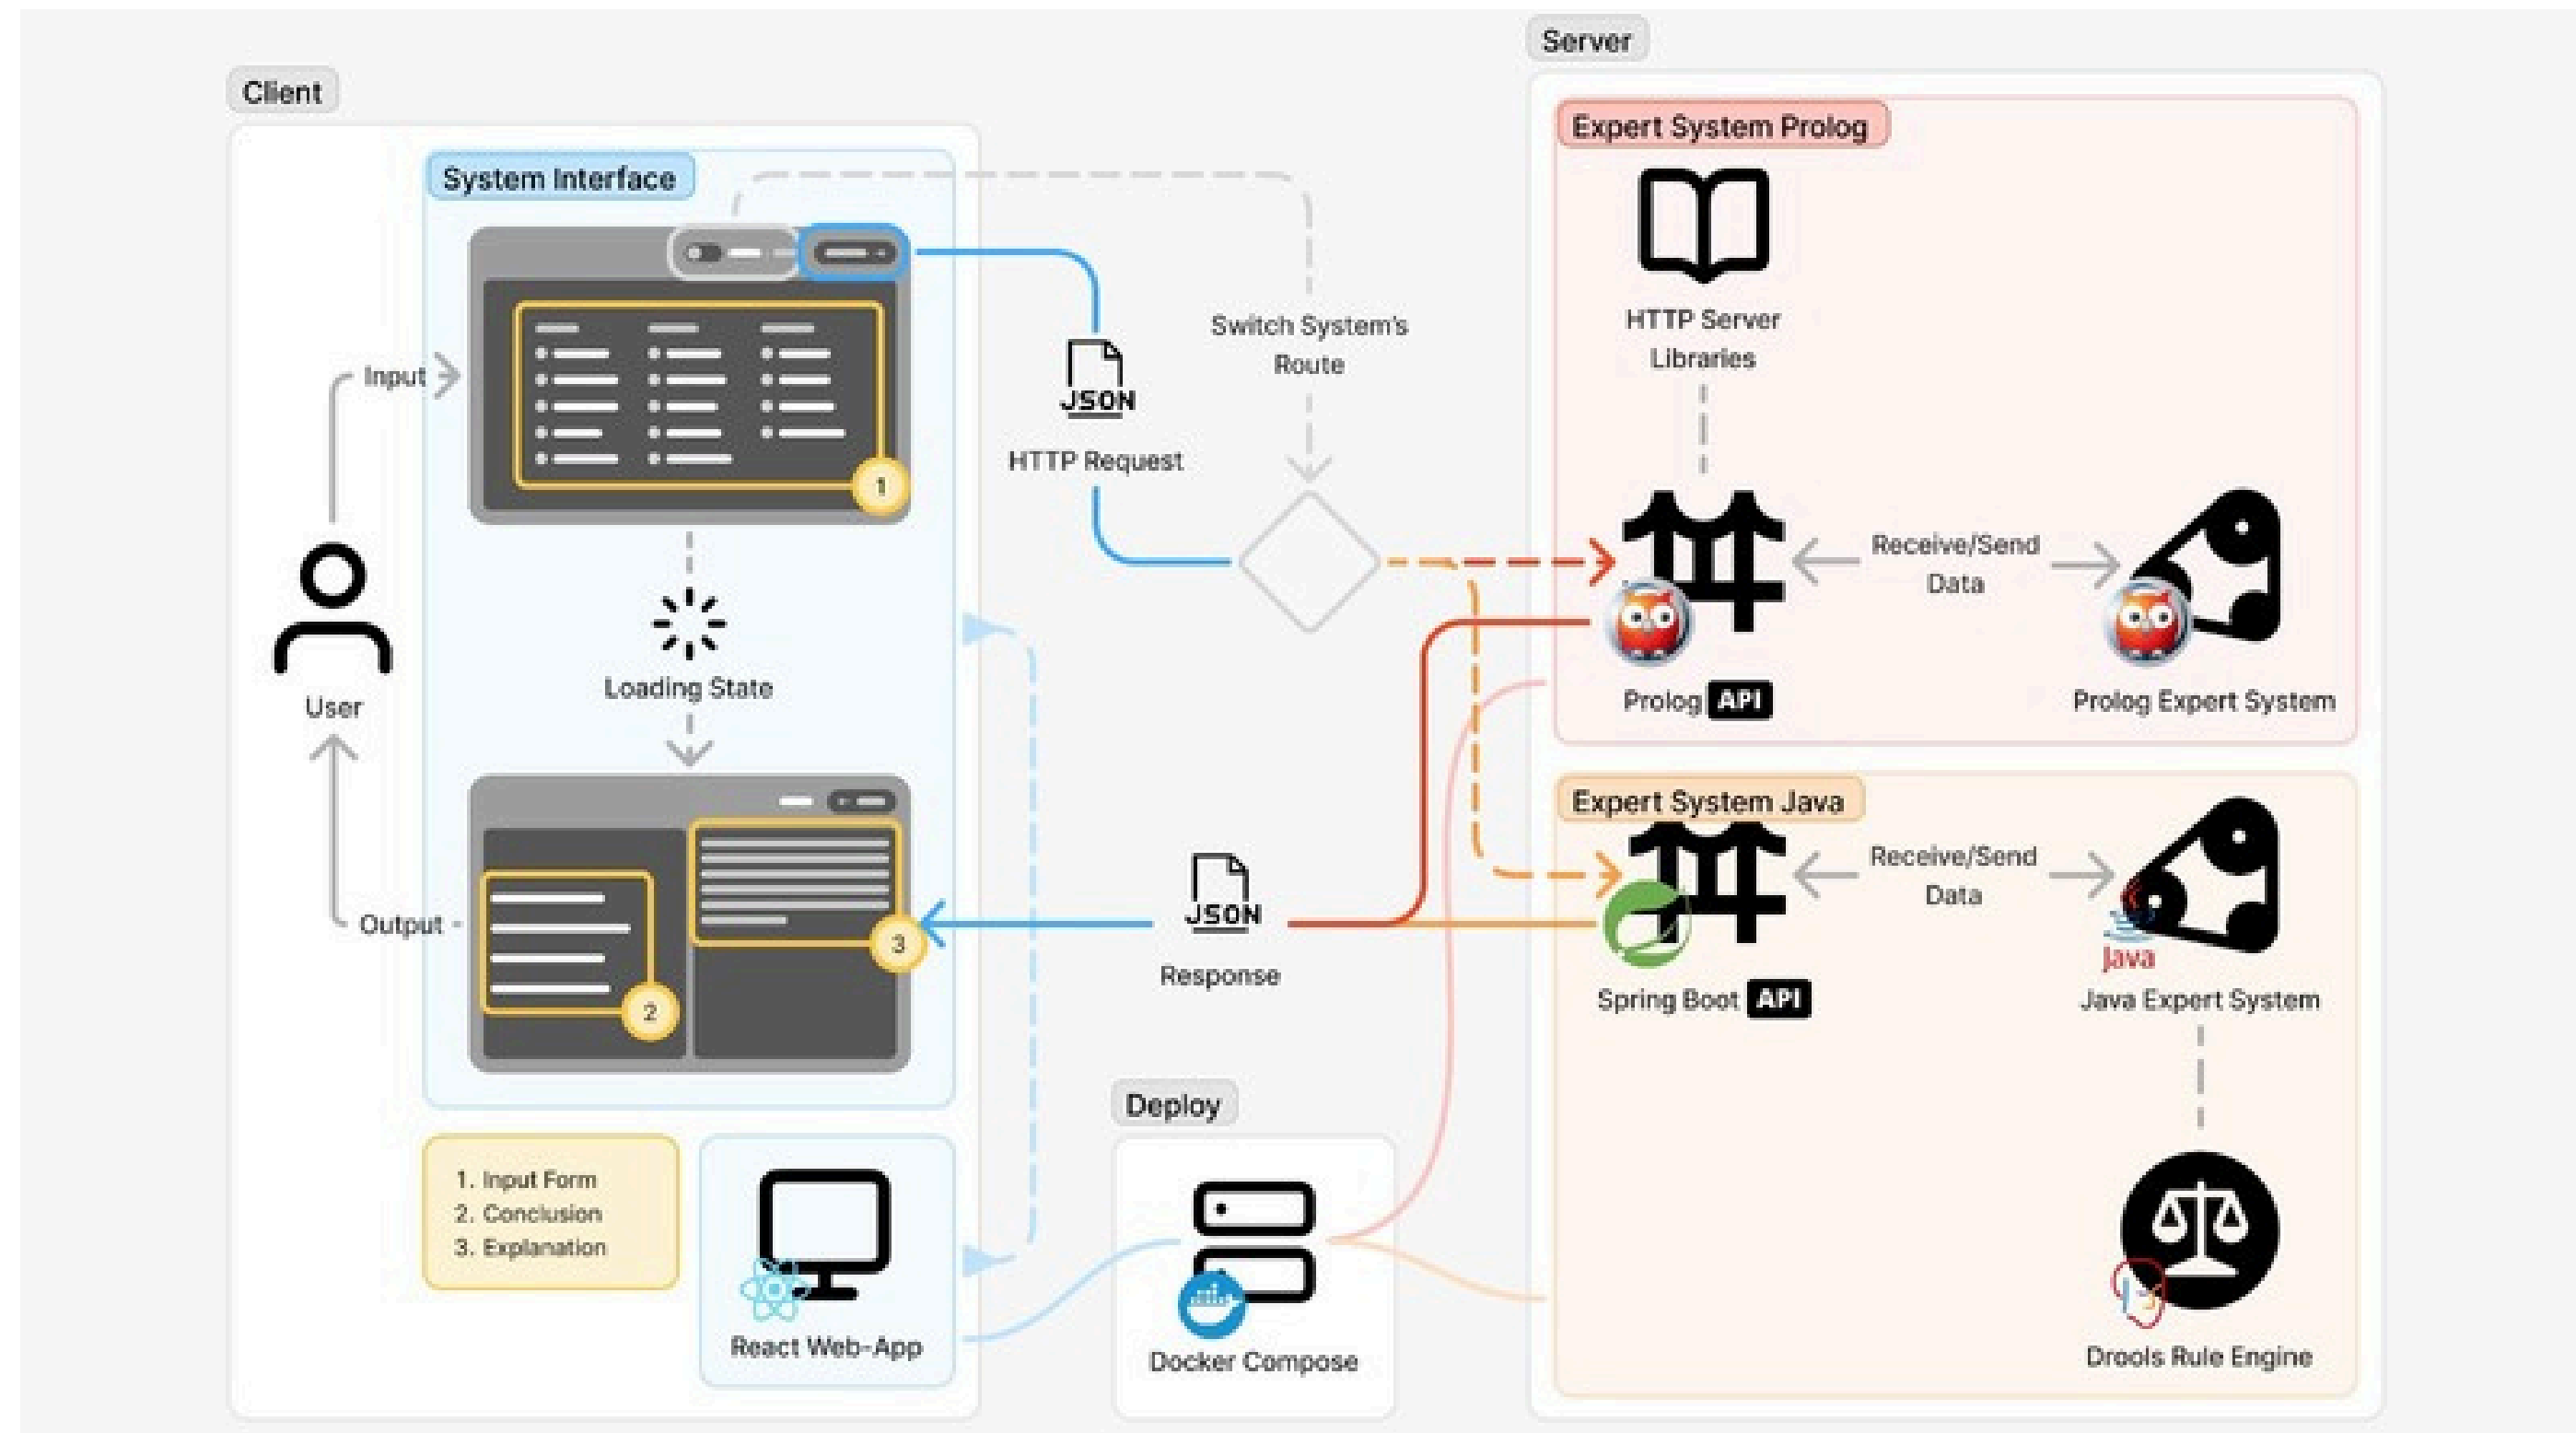 Server
Client
Expert System Prolog
System Interface
HTTP Server
Libraries
Switch System's
Route
Input
JSON
HTTP Request
1
Receive/Send
Data
Loading State
User
Prolog API
Prolog Expert System
Expert System Java
Receive/Send
Data
JSON
Output
3
Java
Response
2
Spring Boot API
Java Expert System
Deploy
1. Input Form
2. Conclusion
3. Explanation
React Web-App
Docker Compose
Drools Rule Engine